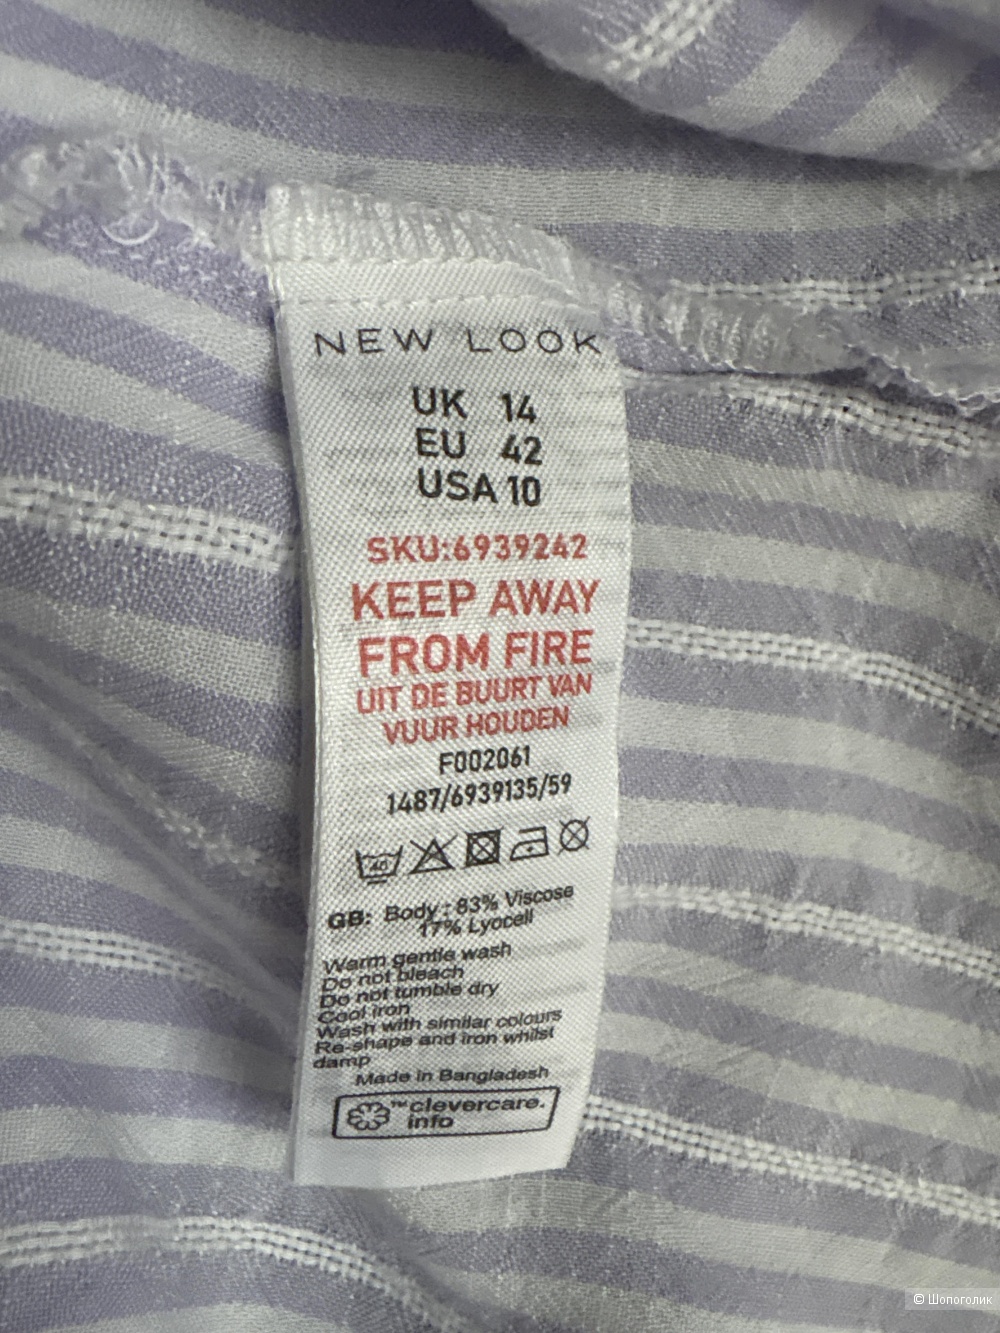 NEW LOOK
UK 14
EU 42
USA 10
SKU:6939242
KEEP AWAY
FROM FIRE
UIT DE BUURT VAN
VUUR HOUDEN
F002061
1487/6939135/59
40
GB: Body : 83% Viscose
17% Lyocell
Warm gentle wash
Do not bleach
Do not tumble dry
Cool iron
Wash with similar colours
Re-shape and iron whilst
damp
Made in Bangladesh
™clevercare.
info
© Шопоголик